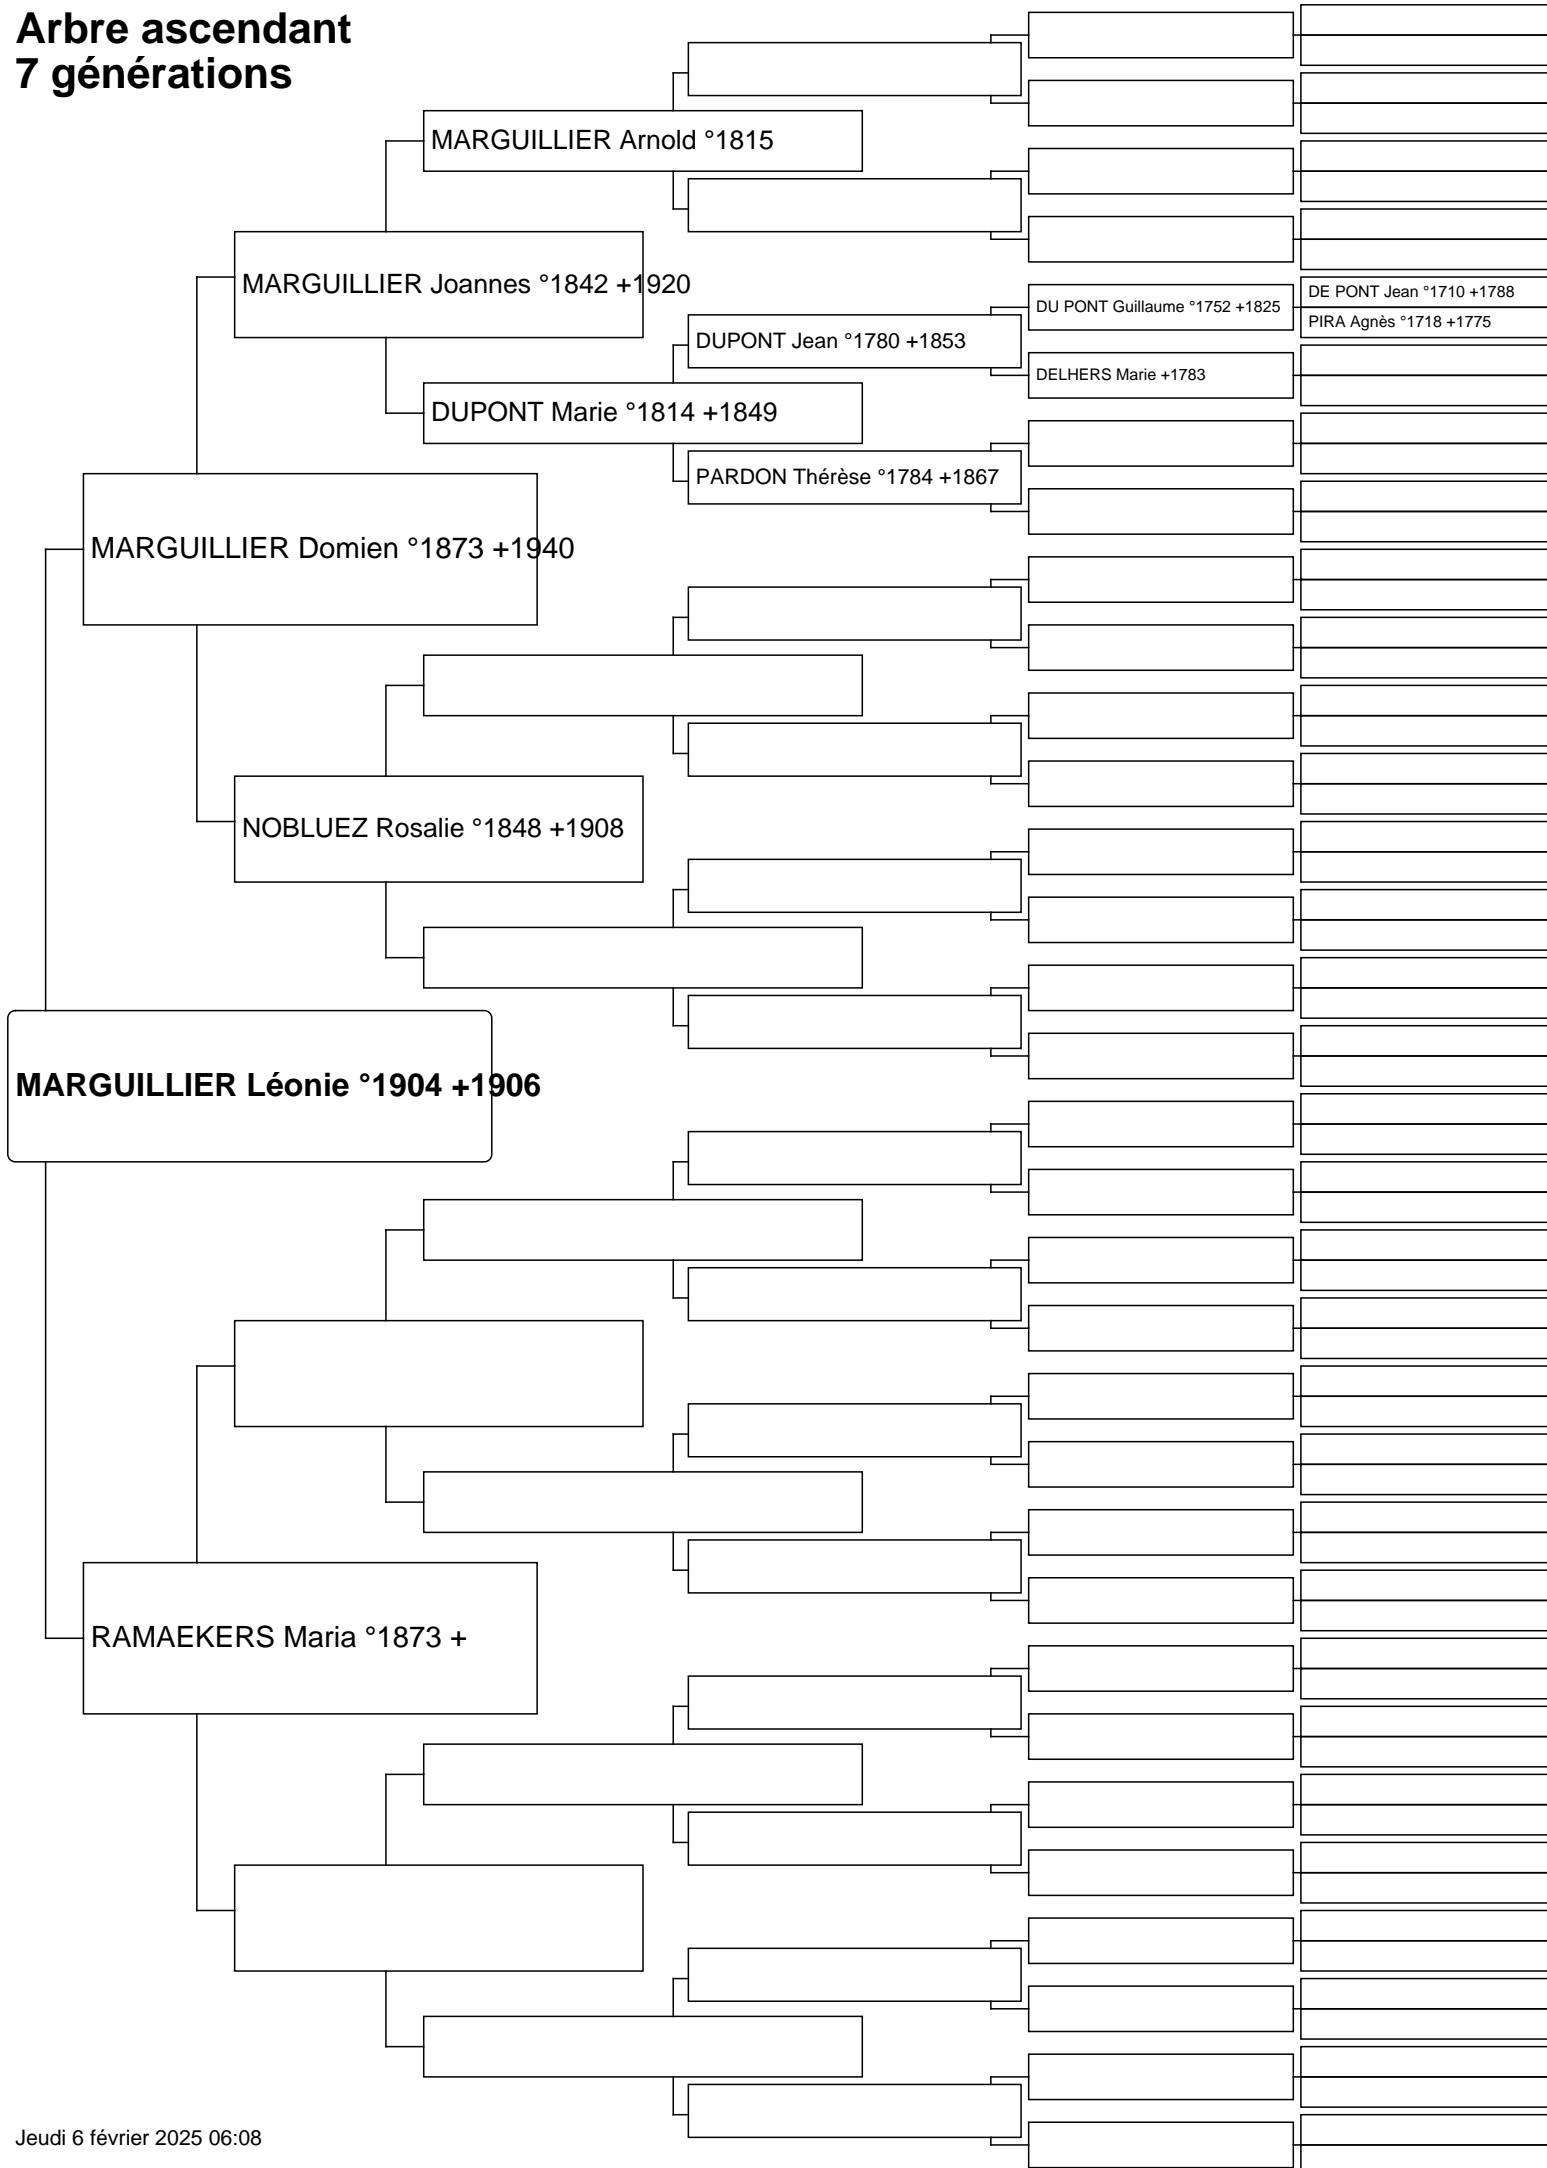 Arbre ascendant
7 générations
MARGUILLIER Arnold °1815
MARGUILLIER Joannes °1842 +1920
DU PONT Guillaume °1752 +1825
DE PONT Jean °1710 +1788
PIRA Agnès °1718 +1775
DUPONT Jean °1780 +1853
DELHERS Marie +1783
DUPONT Marie °1814 +1849
PARDON Thérèse °1784 +1867
MARGUILLIER Domien °1873 +1940
NOBLUEZ Rosalie °1848 +1908
MARGUILLIER Léonie °1904 +1906
RAMAEKERS Maria °1873 +
Jeudi 6 février 2025 06:08